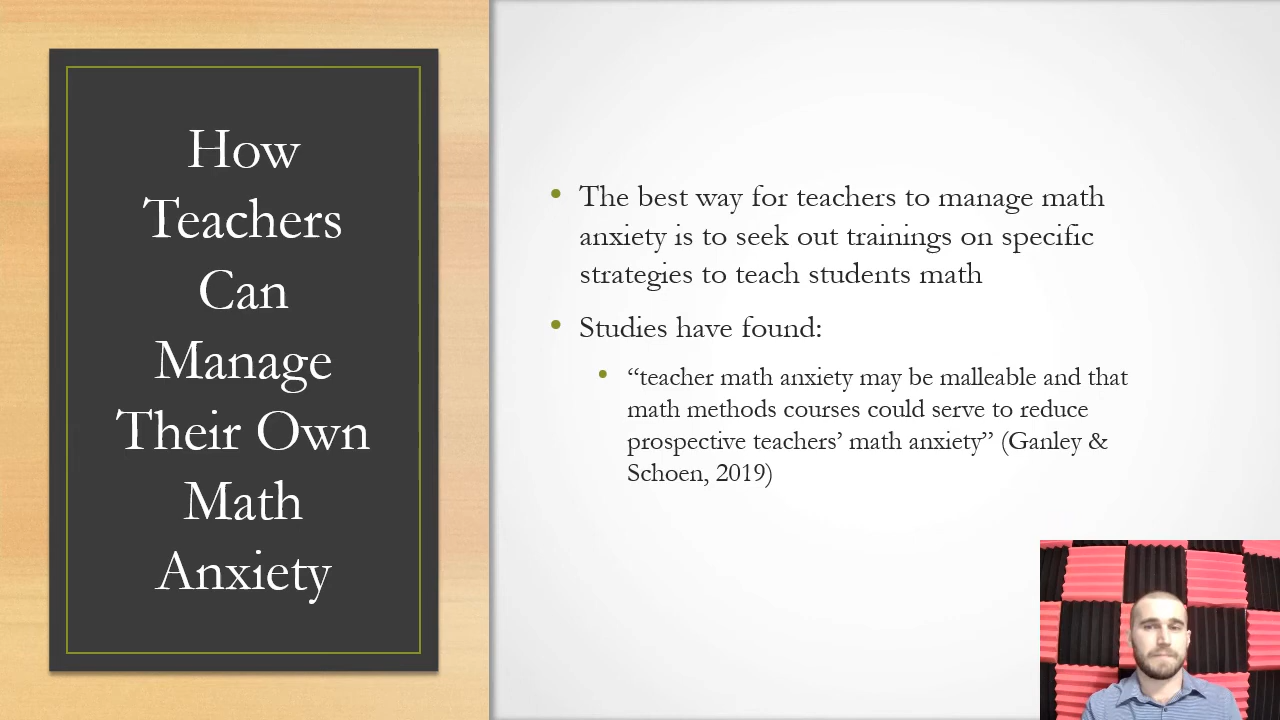 How
Teachers
Can
Manage
Their Own
Math
Anxiety
• The best way for teachers to manage math
anxiety is to seek out trainings on specific
strategies to teach students math
• Studies have found:
• “teacher math anxiety may be malleable and that
math methods courses could serve to reduce
prospective teachers’ math anxiety” (Ganley &
Schoen, 2019)